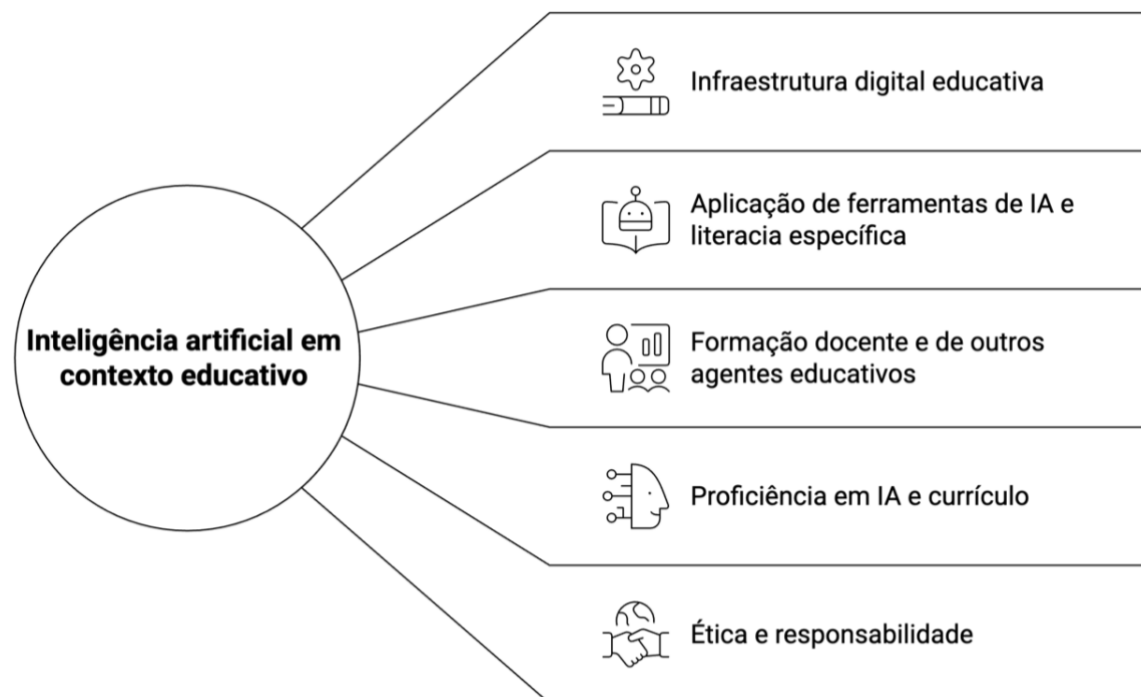 Inteligência artificial em
contexto educativo
Infraestrutura digital educativa
Aplicação de ferramentas de IA e
literacia específica
Formação docente e de outros
agentes educativos
Proficiência em IA e currículo
Ética e responsabilidade